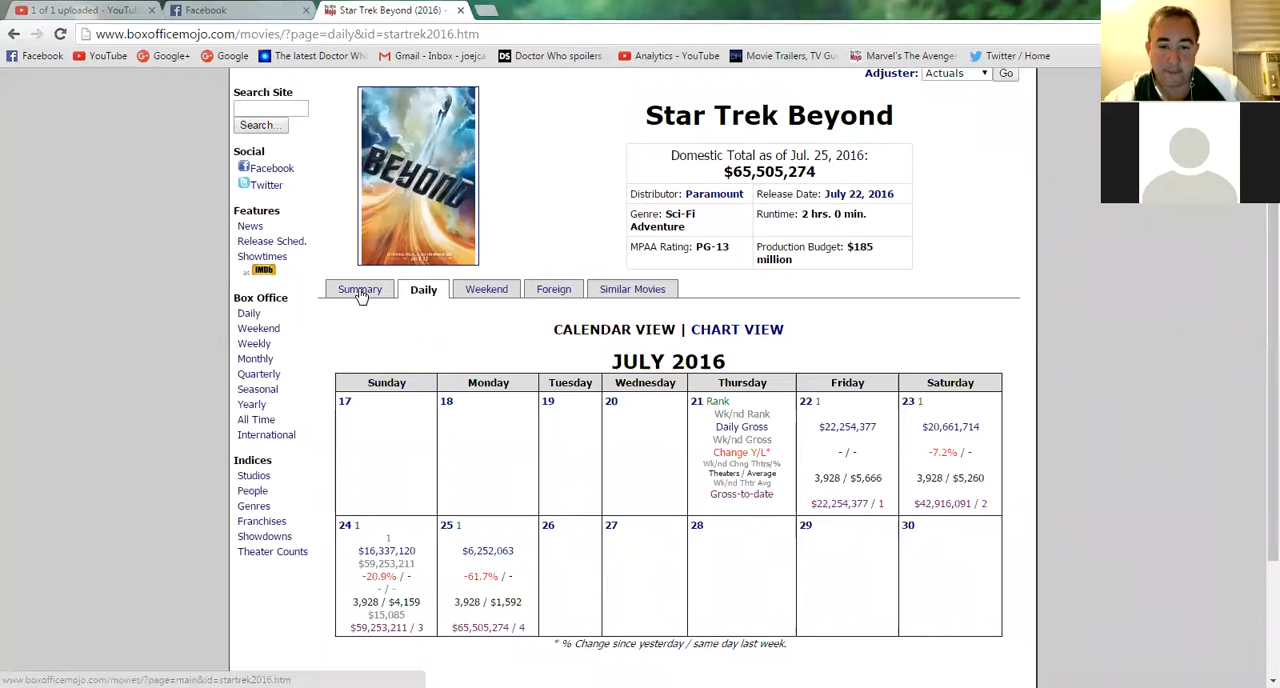 1 of 1 uploaded - YouTu
Facebook
Star Trek Beyond (2016) -
www.boxofficemojo.com/movies/?page=daily&id=startrek2016.htm
Facebook
YouTube
Google+
Google
The latest Doctor Wh
Gmail - Inbox - joejca
Doctor Who spoilers
Analytics - YouTube
Movie Trailers, TV Gu
Marvel's The Avenge
Twitter / Home
Adjuster: Actuals Go
Search Site
Search...
Social
Facebook
Twitter
Features
News
Release Sched.
Showtimes
at IMDb
Box Office
Daily
Weekend
Weekly
Monthly
Quarterly
Seasonal
Yearly
All Time
International
Indices
Studios
People
Genres
Franchises
Showdowns
Theater Counts
BEYOND
Star Trek Beyond
Domestic Total as of Jul. 25, 2016:
$65,505,274
Distributor: Paramount
Release Date: July 22, 2016
Genre: Sci-Fi
Adventure
Runtime: 2 hrs. 0 min.
MPAA Rating: PG-13
Production Budget: $185
million
Summary
Daily
Weekend
Foreign
Similar Movies
CALENDAR VIEW | CHART VIEW
JULY 2016
Sunday Monday Tuesday Wednesday Thursday Friday Saturday
17
18
19
20
21 Rank
Wk/nd Rank
Daily Gross
Wk/nd Gross
Change Y/L*
Wk/nd Chng Thtrs/%
Theaters / Average
Wk/nd Thtr Avg
Gross-to-date
22 1
$22,254,377
- / -
3,928 / $5,666
$22,254,377 / 1
23 1
$20,661,714
-7.2% / -
3,928 / $5,260
$42,916,091 / 2
24 1
1
$16,337,120
$59,253,211
-20.9% / -
- / -
3,928 / $4,159
$15,085
$59,253,211 / 3
25 1
$6,252,063
-61.7% / -
3,928 / $1,592
$65,505,274 / 4
26
27
28
29
30
* % Change since yesterday / same day last week.
www.boxofficemojo.com/movies/?page=main&id=startrek2016.htm